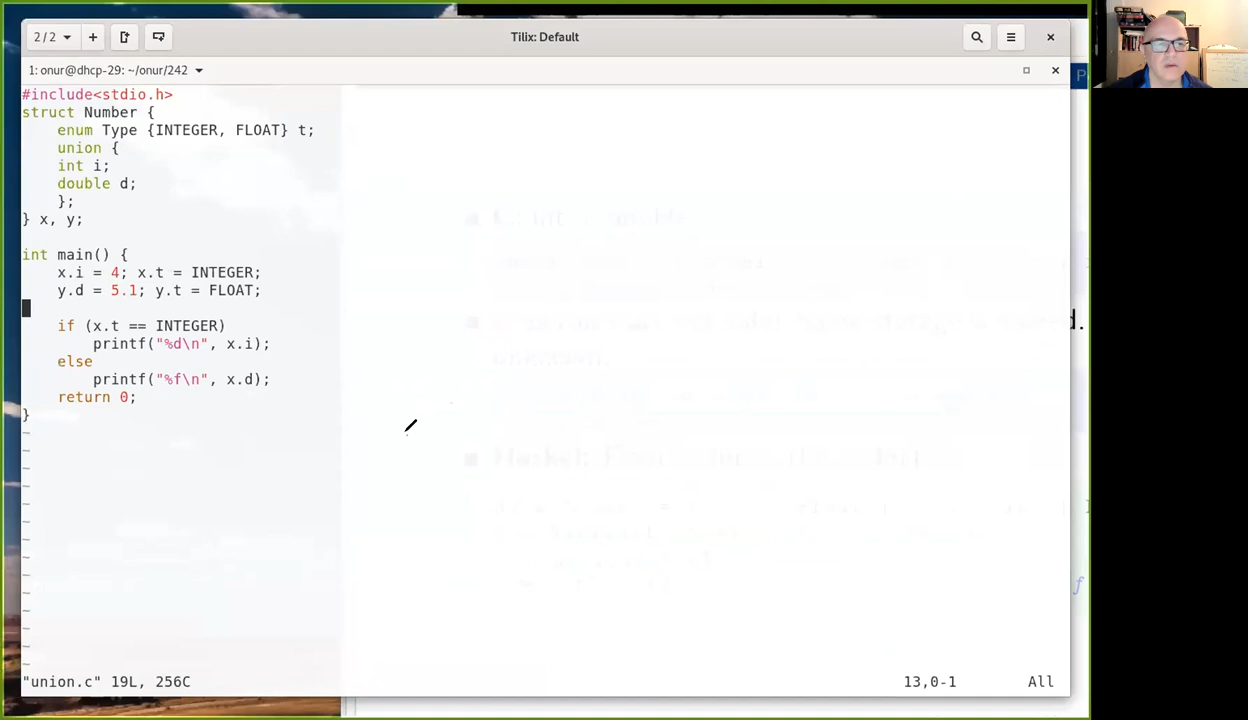 2/2
Tilix: Default
1: onur@dhcp-29: ~/onur/242
#include<stdio.h>
struct Number {
    enum Type {INTEGER, FLOAT} t;
    union {
    int i;
    double d;
    };
} x, y;
int main() {
    x.i = 4; x.t = INTEGER;
    y.d = 5.1; y.t = FLOAT;
    if (x.t == INTEGER)
        printf("%d\n", x.i);
    else
        printf("%f\n", x.d);
    return 0;
}
~
~
~
~
~
~
~
~
~
~
~
~
~
~
"union.c" 19L, 256C
13,0-1
All